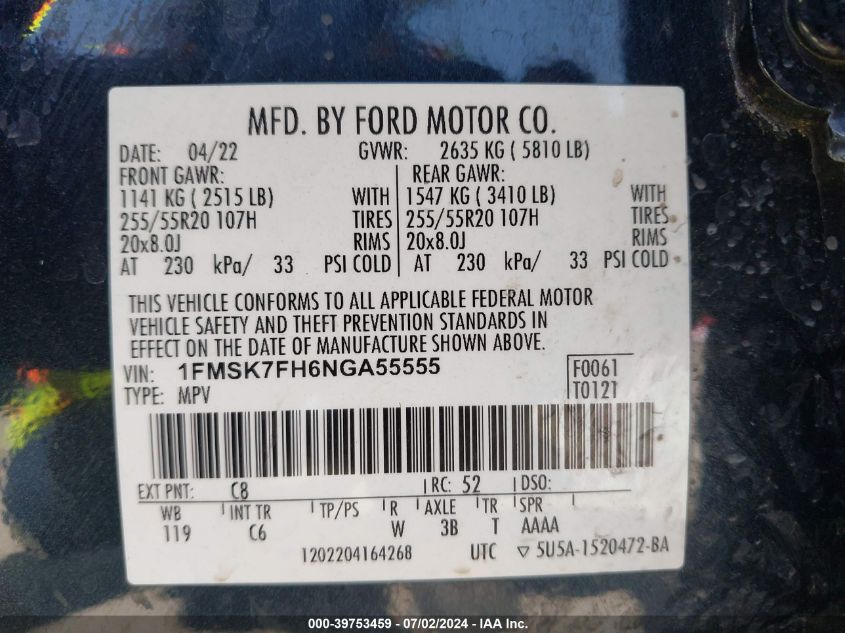 MFD. BY FORD MOTOR CO.
DATE: 04/22 GVWR: 2635 KG ( 5810 LB)
FRONT GAWR: REAR GAWR:
1141 KG ( 2515 LB) WITH 1547 KG ( 3410 LB) WITH
255/55R20 107H TIRES 255/55R20 107H TIRES
20x8.0J RIMS 20x8.0J RIMS
AT 230 kPa/ 33 PSI COLD AT 230 kPa/ 33 PSI COLD
THIS VEHICLE CONFORMS TO ALL APPLICABLE FEDERAL MOTOR
VEHICLE SAFETY AND THEFT PREVENTION STANDARDS IN
EFFECT ON THE DATE OF MANUFACTURE SHOWN ABOVE.
VIN: 1FMSK7FH6NGA55555 F0061
TYPE: MPV T0121
EXT PNT: C8 RC: 52 DSO:
WB INT TR TP/PS R AXLE TR SPR
119 C6 W 3B T AAAA
1202204164268 UTC ▽ 5U5A-1520472-BA
000-39753459 - 07/02/2024 - IAA Inc.